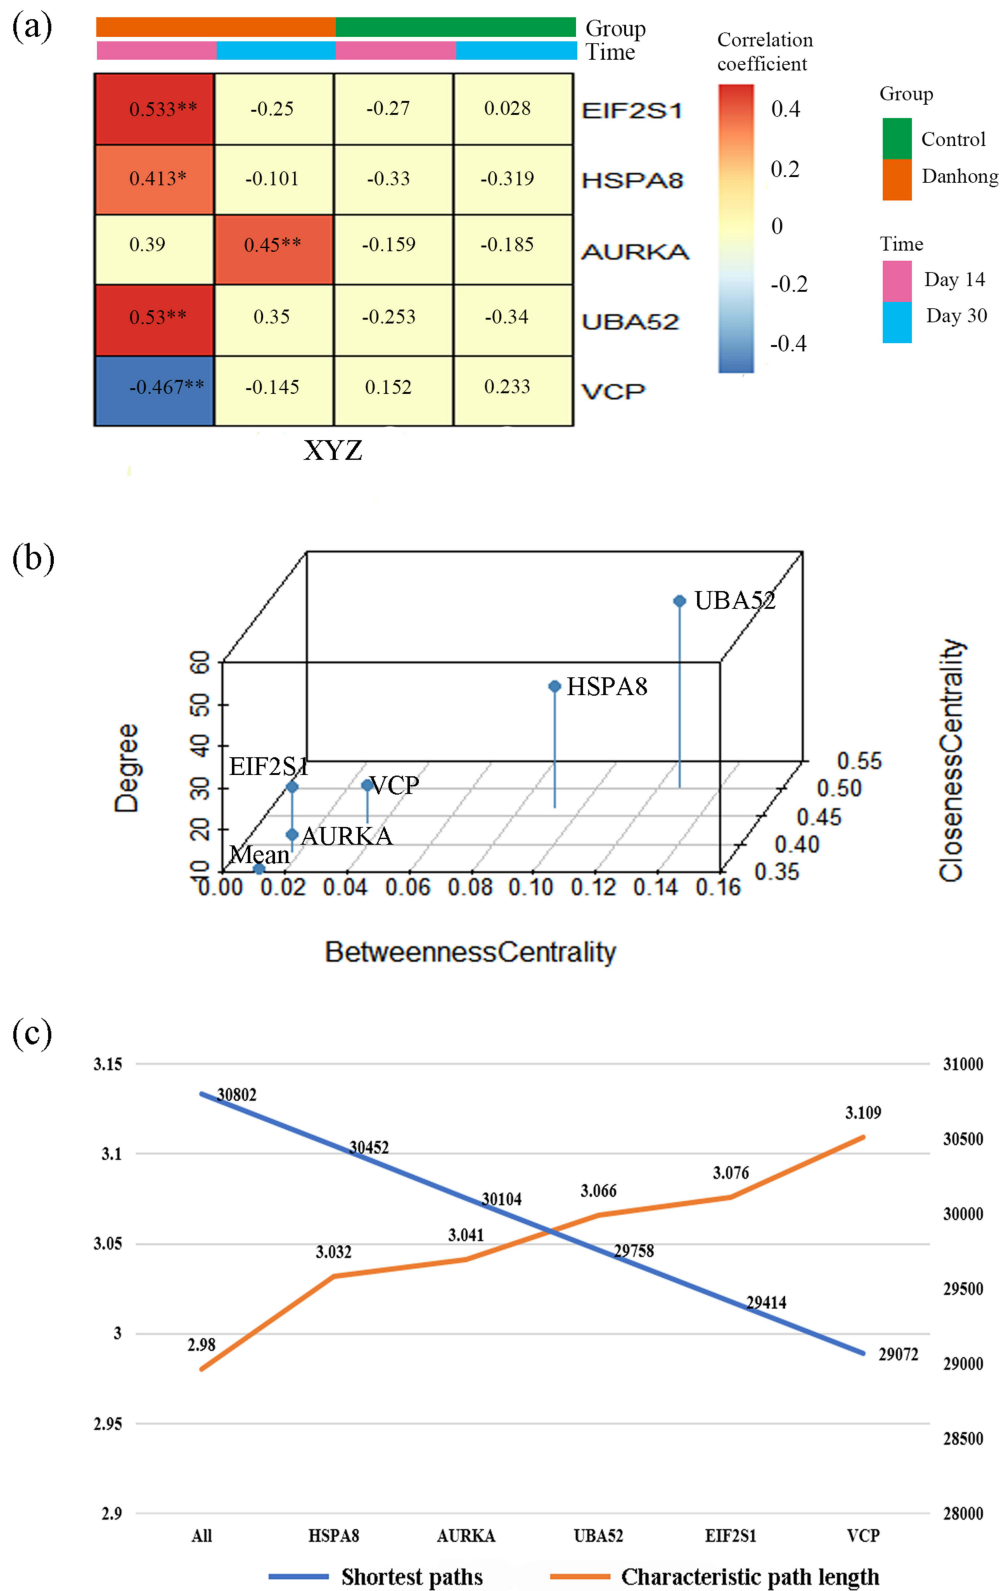 (a)
Group
Time
Correlation
coefficient
0.4
0.2
0
-0.2
-0.4
Group
Control
Danhong
Time
Day 14
Day 30
0.533** -0.25 -0.27 0.028 EIF2S1
0.413* -0.101 -0.33 -0.319 HSPA8
0.39 0.45** -0.159 -0.185 AURKA
0.53** 0.35 -0.253 -0.34 UBA52
-0.467** -0.145 0.152 0.233 VCP
XYZ
(b)
UBA52
HSPA8
EIF2S1
VCP
AURKA
Mean
Degree
60
50
40
30
20
10
0.00 0.02 0.04 0.06 0.08 0.10 0.12 0.14 0.16
BetweennessCentrality
0.55
0.50
0.45
0.40
0.35
ClosenessCentrality
(c)
3.15
3.1
3.05
3
2.95
2.9
31000
30500
30000
29500
29000
28500
28000
30802
30452
30104
29758
29414
29072
2.98
3.032
3.041
3.066
3.076
3.109
All HSPA8 AURKA UBA52 EIF2S1 VCP
Shortest paths Characteristic path length